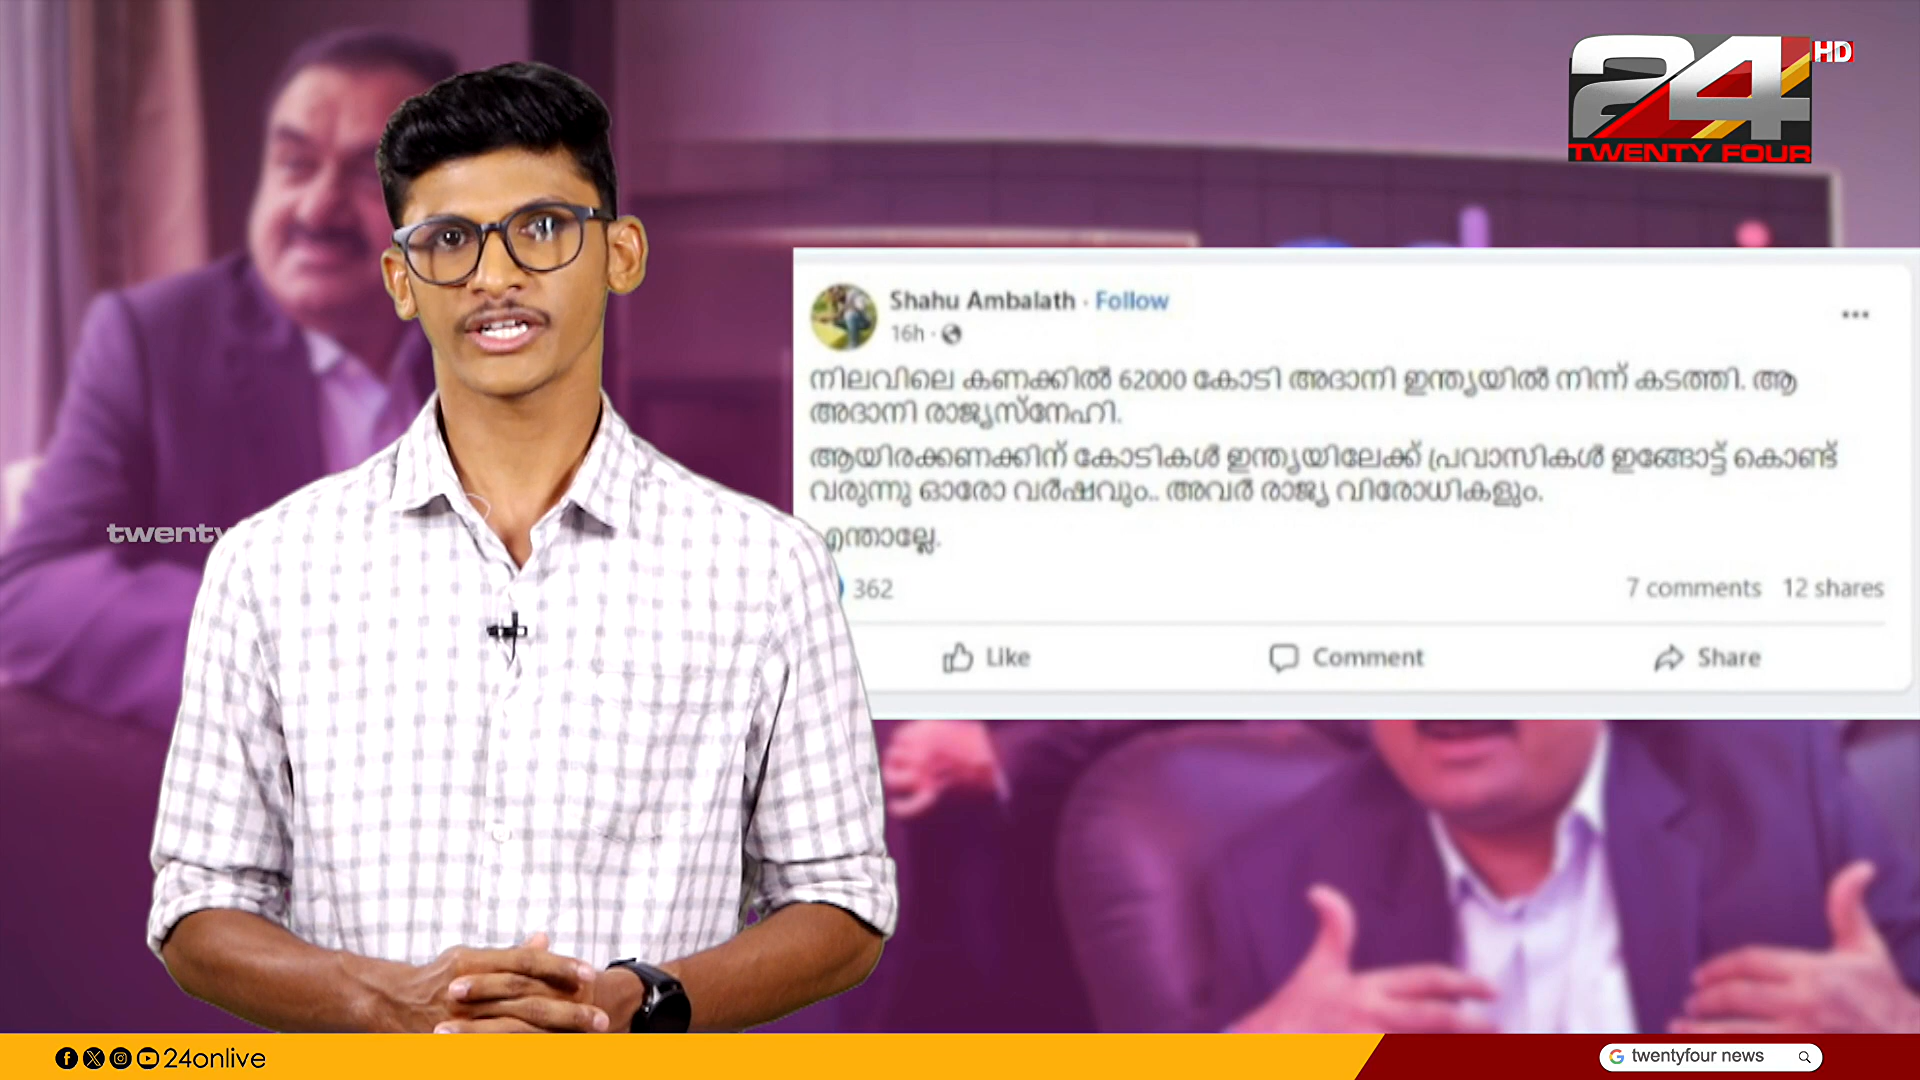 24 HD
TWENTY FOUR
Shahu Ambalath · Follow
16h ·
നിലവിലെ കണക്കിൽ 62000 കോടി അദാനി ഇന്ത്യയിൽ നിന്ന് കടത്തി. ആ
അദാനി രാജ്യസ്നേഹി.
ആയിരക്കണക്കിന് കോടികൾ ഇന്ത്യയിലേക്ക് പ്രവാസികൾ ഇങ്ങോട്ട് കൊണ്ട്
വരുന്നു ഓരോ വർഷവും.. അവർ രാജ്യ വിരോധികളും.
എന്താല്ലേ.
362 7 comments 12 shares
Like Comment Share
twenty
24onlive
twentyfour news